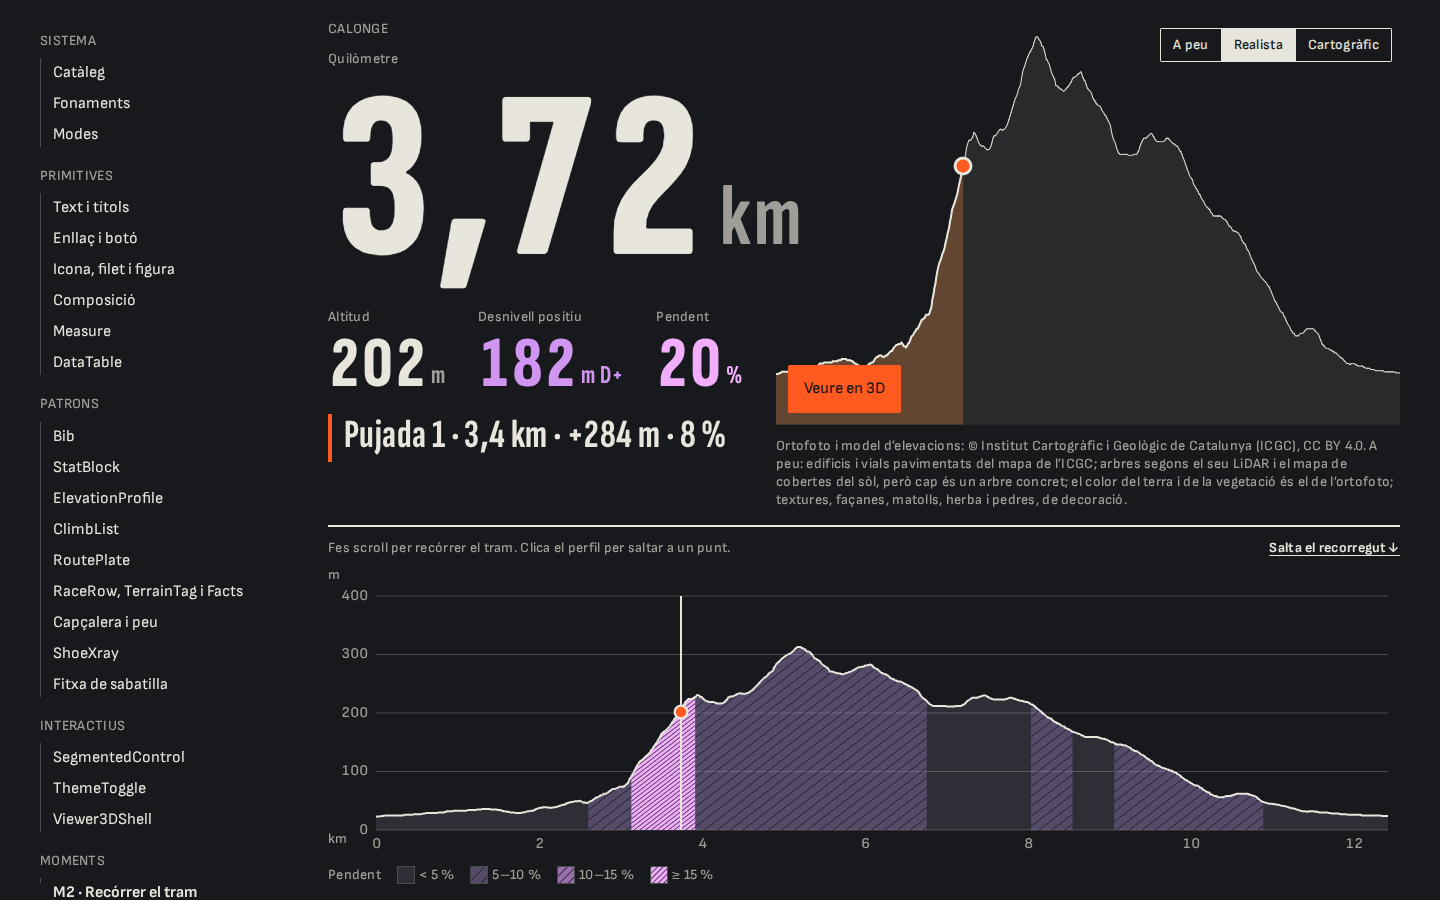 SISTEMA
Catàleg
Fonaments
Modes
PRIMITIVES
Text i títols
Enllaç i botó
Icona, filet i figura
Composició
Measure
DataTable
PATRONS
Bib
StatBlock
ElevationProfile
ClimbList
RoutePlate
RaceRow, TerrainTag i Facts
Capçalera i peu
ShoeXray
Fitxa de sabatilla
INTERACTIUS
SegmentedControl
ThemeToggle
Viewer3DShell
MOMENTS
M2 · Recórrer el tram
CALONGE
Quilòmetre
3,72 km
Altitud
202 m
Desnivell positiu
182 m D+
Pendent
20 %
Pujada 1 · 3,4 km · +284 m · 8 %
A peu Realista Cartogràfic
Veure en 3D
Ortofoto i model d’elevacions: © Institut Cartogràfic i Geològic de Catalunya (ICGC), CC BY 4.0. A
peu: edificis i vials pavimentats del mapa de l’ICGC; arbres segons el seu LiDAR i el mapa de
cobertes del sòl, però cap és un arbre concret; el color del terra i de la vegetació és el de l’ortofoto;
textures, façanes, matolls, herba i pedres, de decoració.
Fes scroll per recórrer el tram. Clica el perfil per saltar a un punt.
Salta el recorregut ↓
m
400
300
200
100
0
km 0 2 4 6 8 10 12
Pendent < 5 % 5–10 % 10–15 % ≥ 15 %